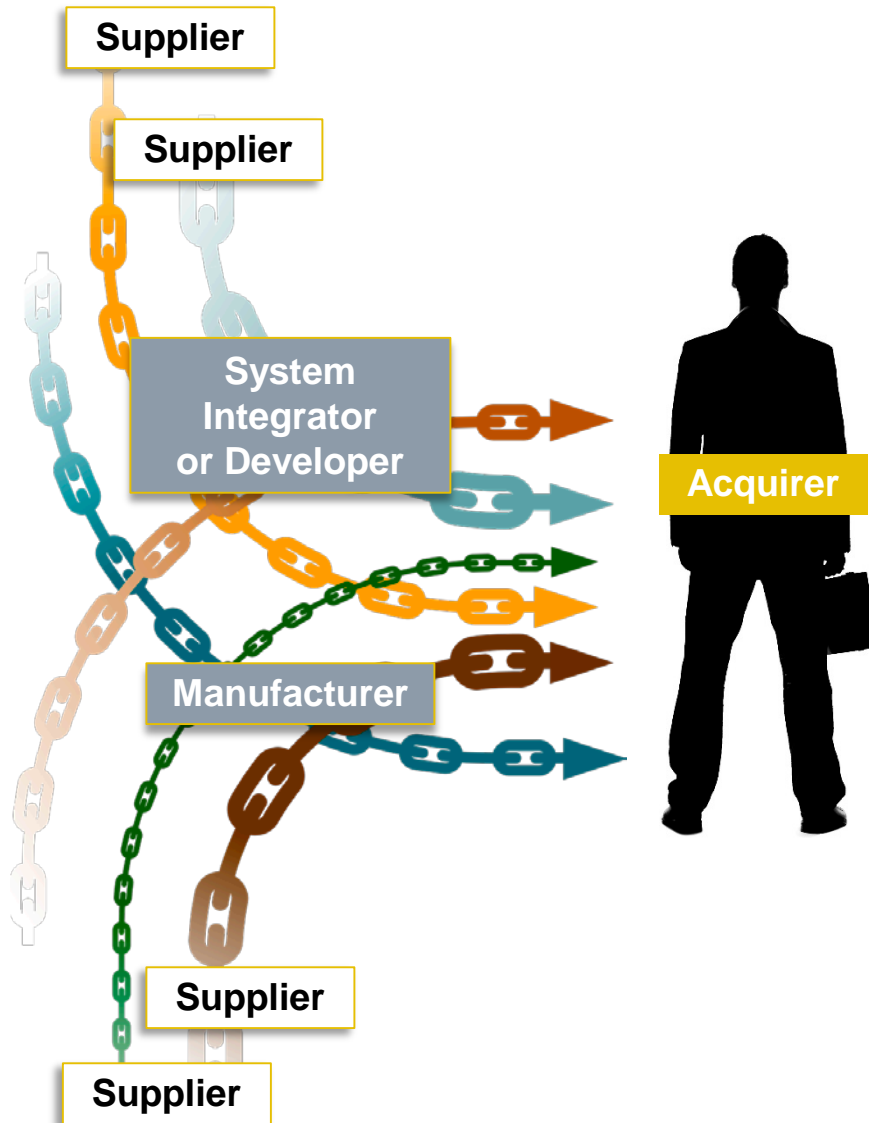 Supplier
Supplier
System
Integrator
or Developer
Acquirer
Manufacturer
Supplier
Supplier